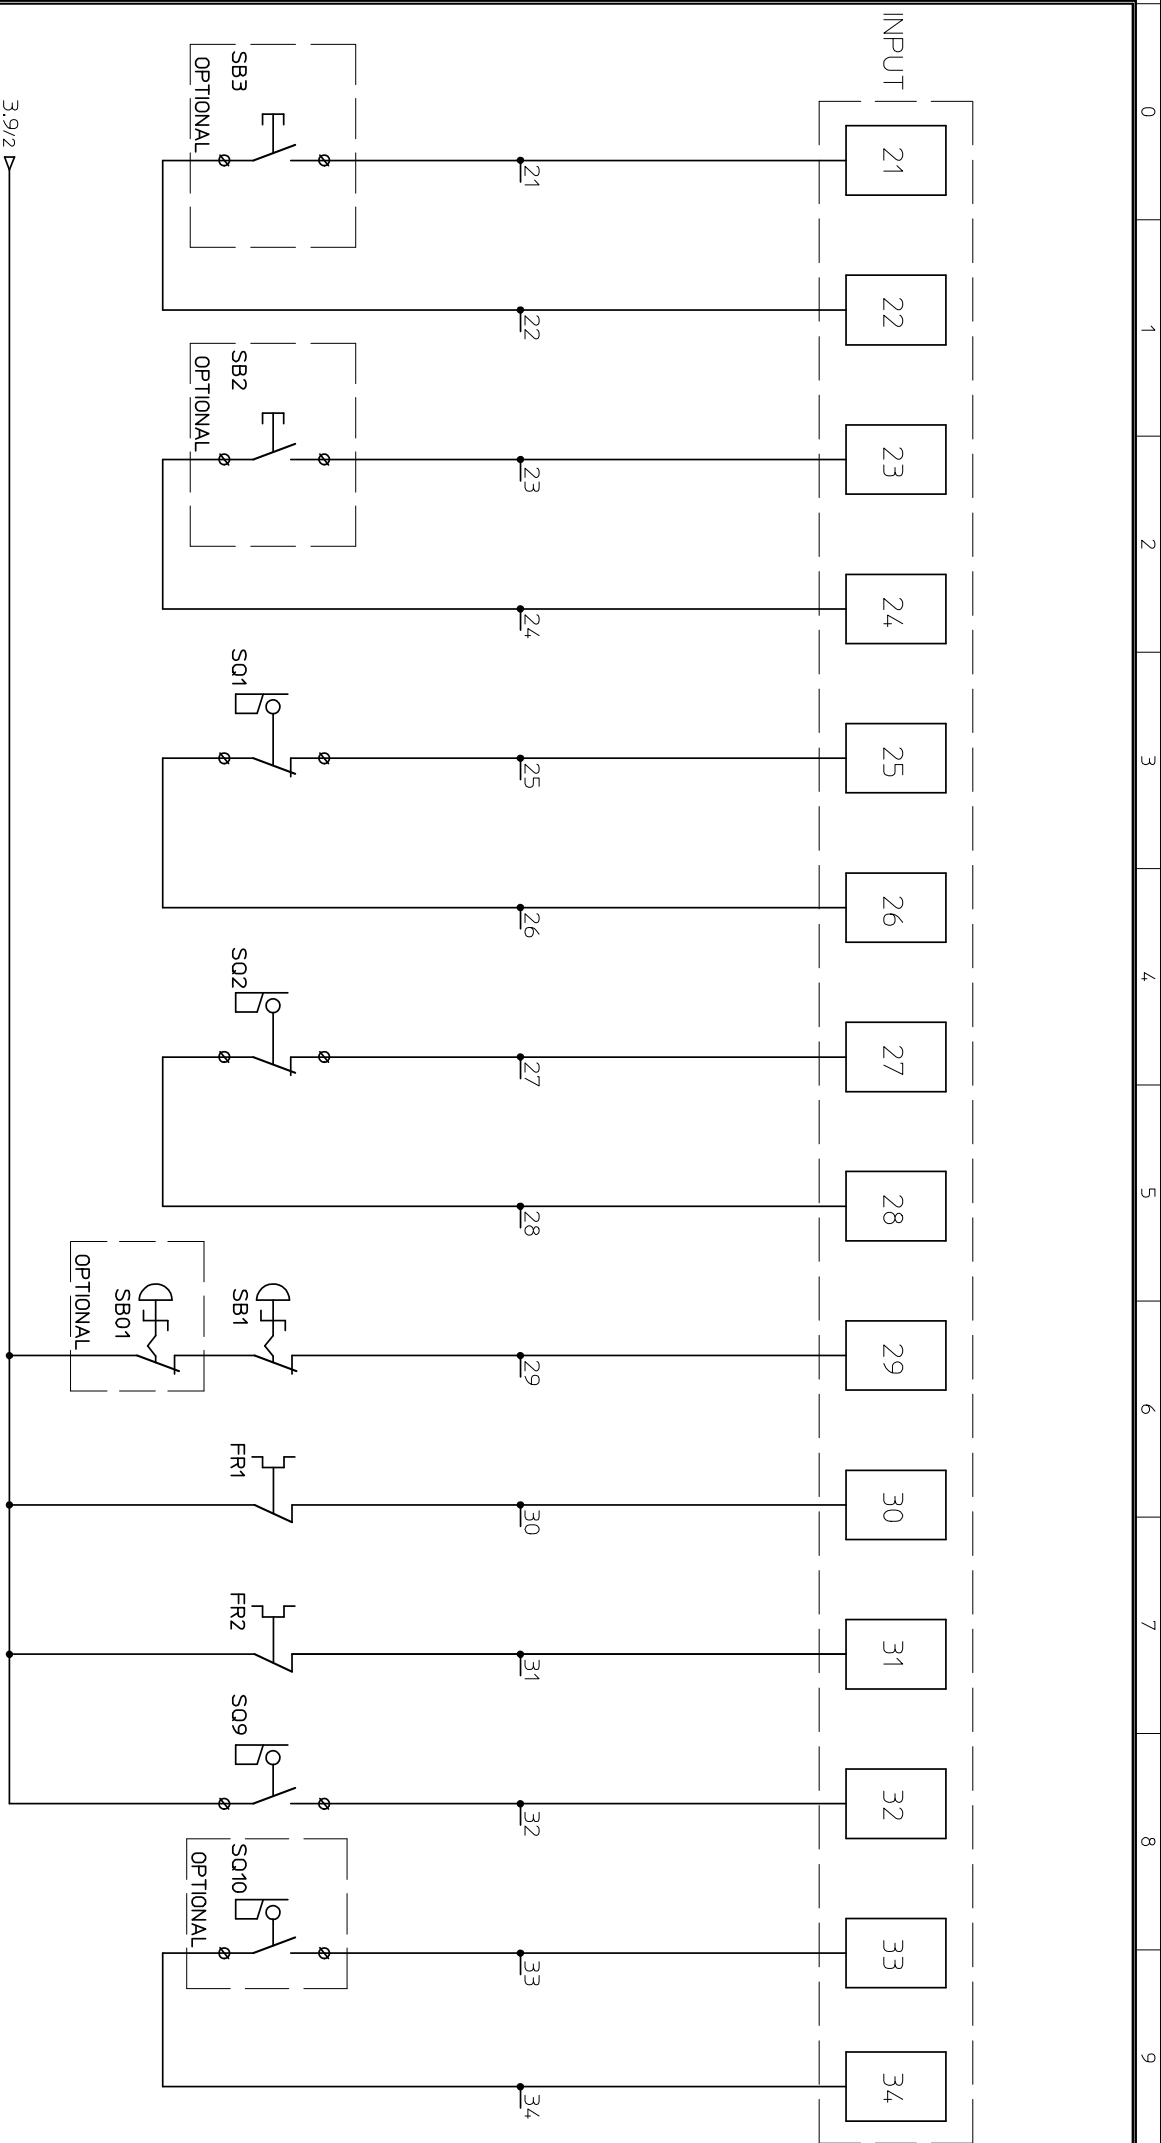 0 1 2 3 4 5 6 7 8 9
INPUT
21 22 23 24 25 26 27 28 29 30 31 32 33 34
21 22 23 24 25 26 27 28 29 30 31 32 33 34
SB3 SB2 SQ1 SQ2 SB1 FR1 FR2 SQ9 SQ10
OPTIONAL OPTIONAL OPTIONAL
SB01
OPTIONAL
3.9/2